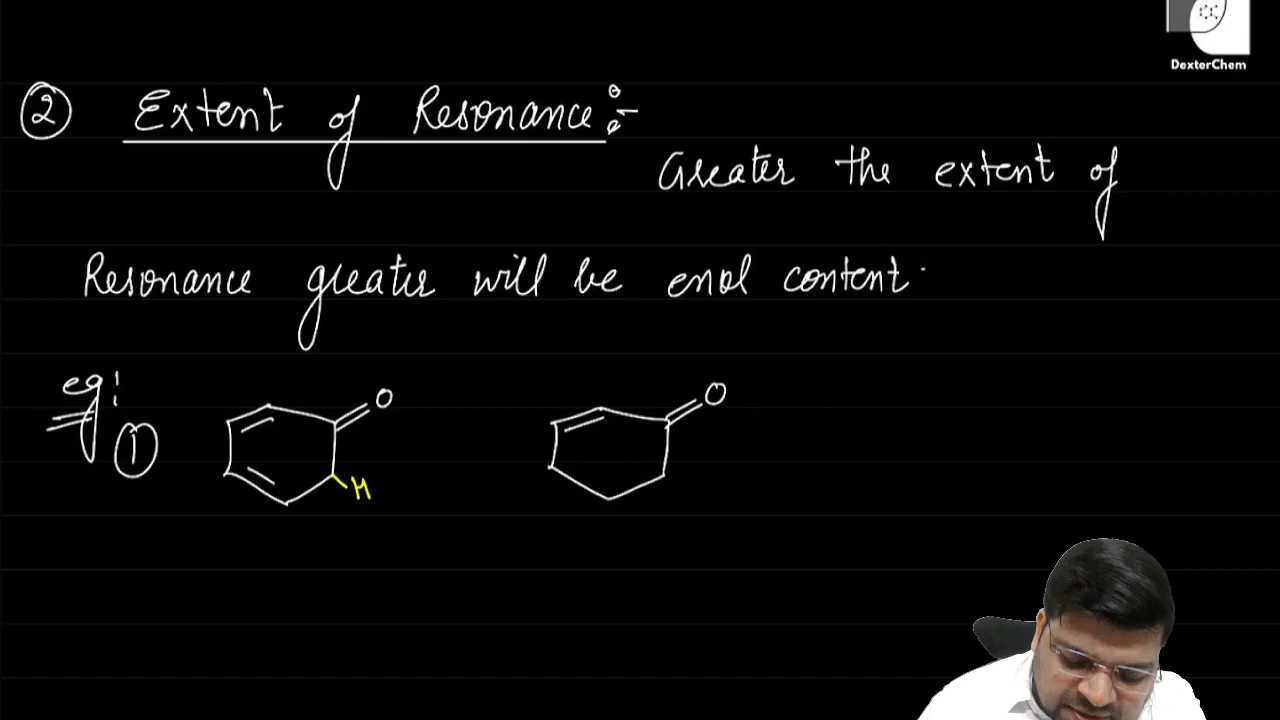 DexterChem
② Extent of Resonance :-
Greater the extent of
Resonance greater will be enol content.
eg:
① O O
H